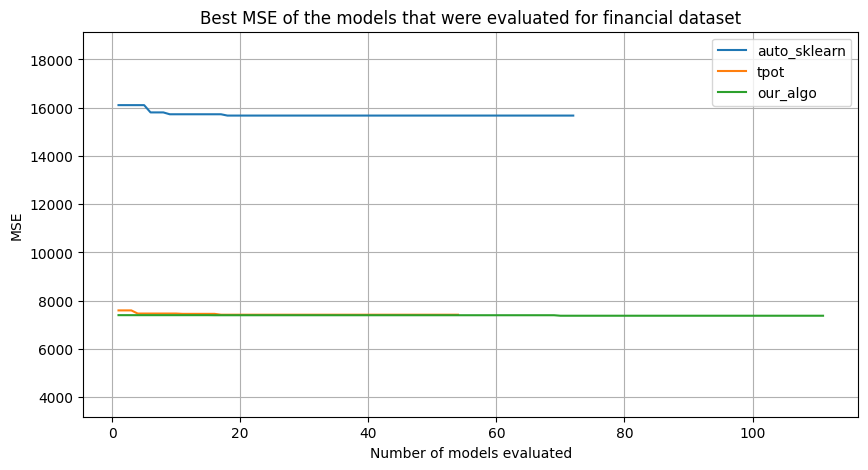 Best MSE of the models that were evaluated for financial dataset
18000
16000
14000
12000
10000
8000
6000
4000
MSE
auto_sklearn
tpot
our_algo
0
20
40
60
80
100
Number of models evaluated